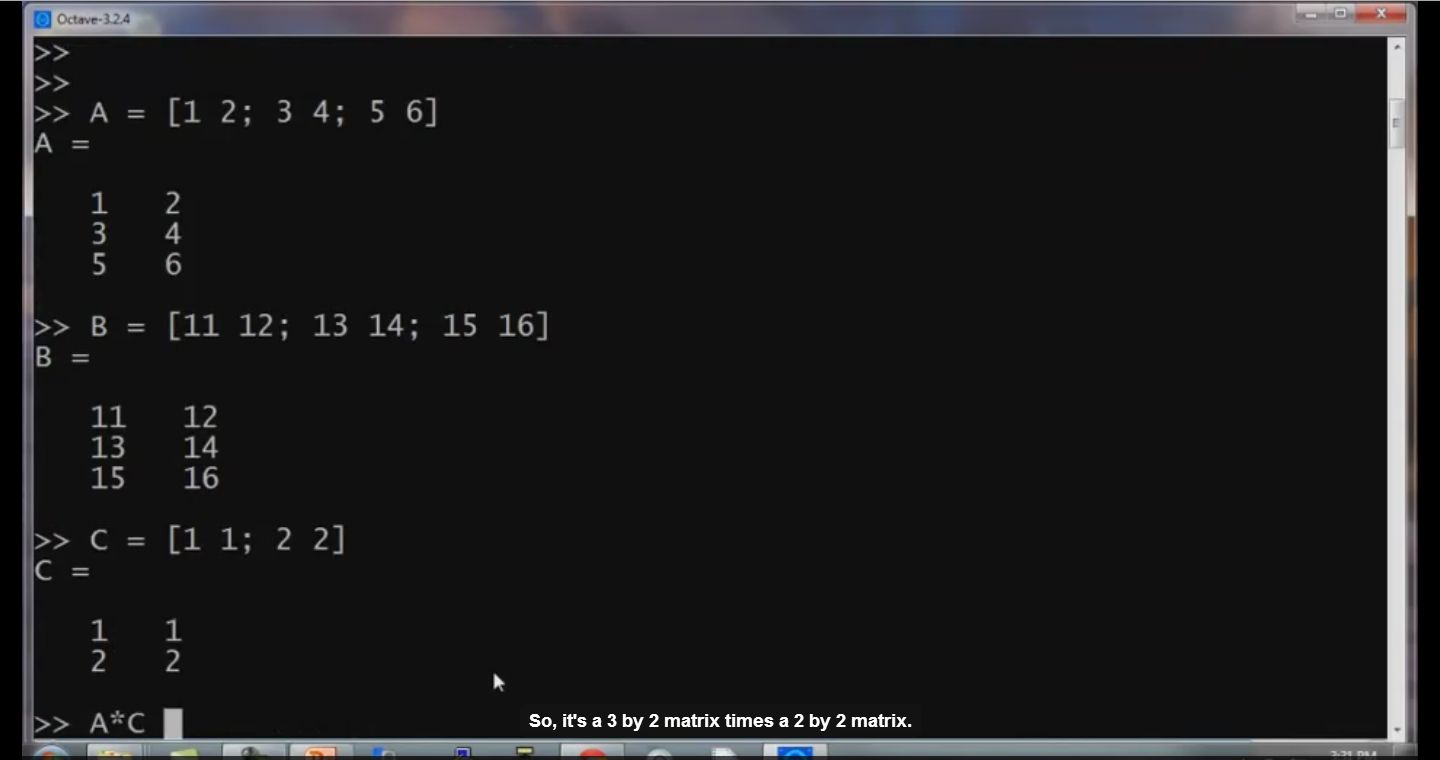 Octave-3.2.4
>>
>>
>> A = [1 2; 3 4; 5 6]
A =
1 2
3 4
5 6
>> B = [11 12; 13 14; 15 16]
B =
11 12
13 14
15 16
>> C = [1 1; 2 2]
C =
1 1
2 2
>> A*C
So, it's a 3 by 2 matrix times a 2 by 2 matrix.